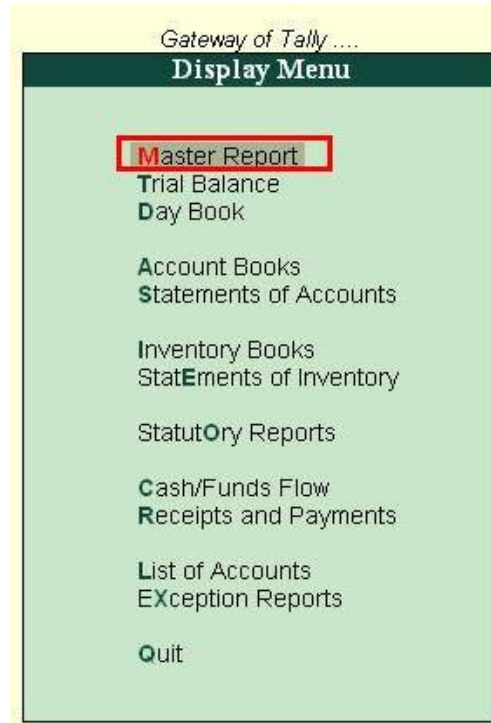 Gateway of Tally ....
Display Menu
Master Report
Trial Balance
Day Book
Account Books
Statements of Accounts
Inventory Books
StatEments of Inventory
StatutOry Reports
Cash/Funds Flow
Receipts and Payments
List of Accounts
EXception Reports
Quit